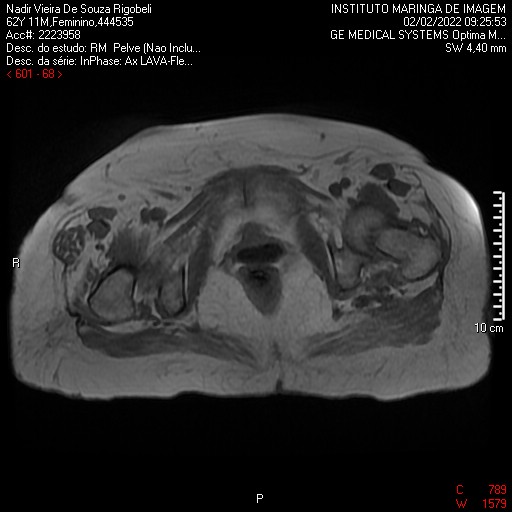 Nadir Vieira De Souza Rigobeli
62Y 11M,Feminino,444535
Acc#: 2223958
Desc. do estudo: RM  Pelve (Nao Inclu...
Desc. da série: InPhase: Ax LAVA-Fle...
< 601 - 68 >
INSTITUTO MARINGA DE IMAGEM
02/02/2022 09:25:53
GE MEDICAL SYSTEMS Optima M...
SW 4,40 mm
R
10 cm
P
C 789
W 1579